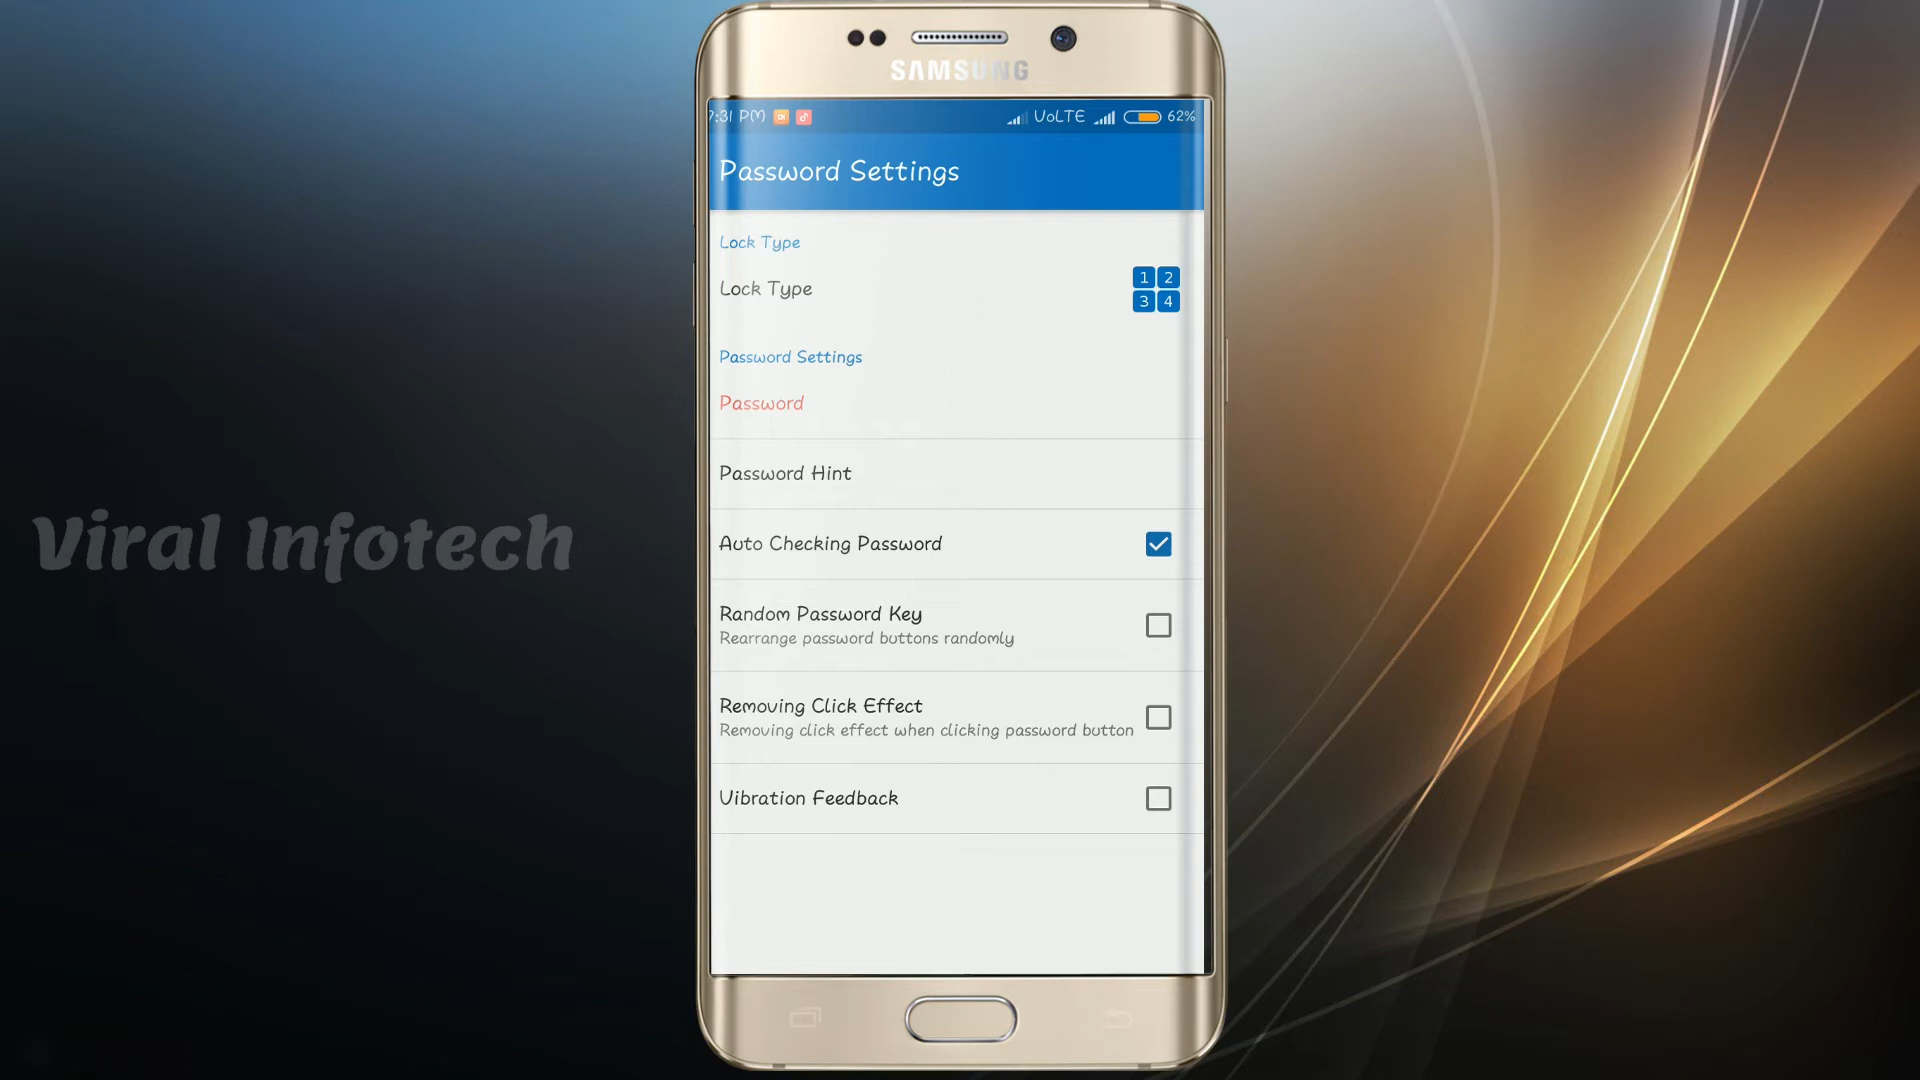 SAMSUNG
7:31 PM VoLTE 62%
Password Settings
Lock Type
Lock Type
1 2
3 4
Password Settings
Password
Password Hint
Auto Checking Password
Random Password Key
Rearrange password buttons randomly
Removing Click Effect
Removing click effect when clicking password button
Vibration Feedback
Viral Infotech